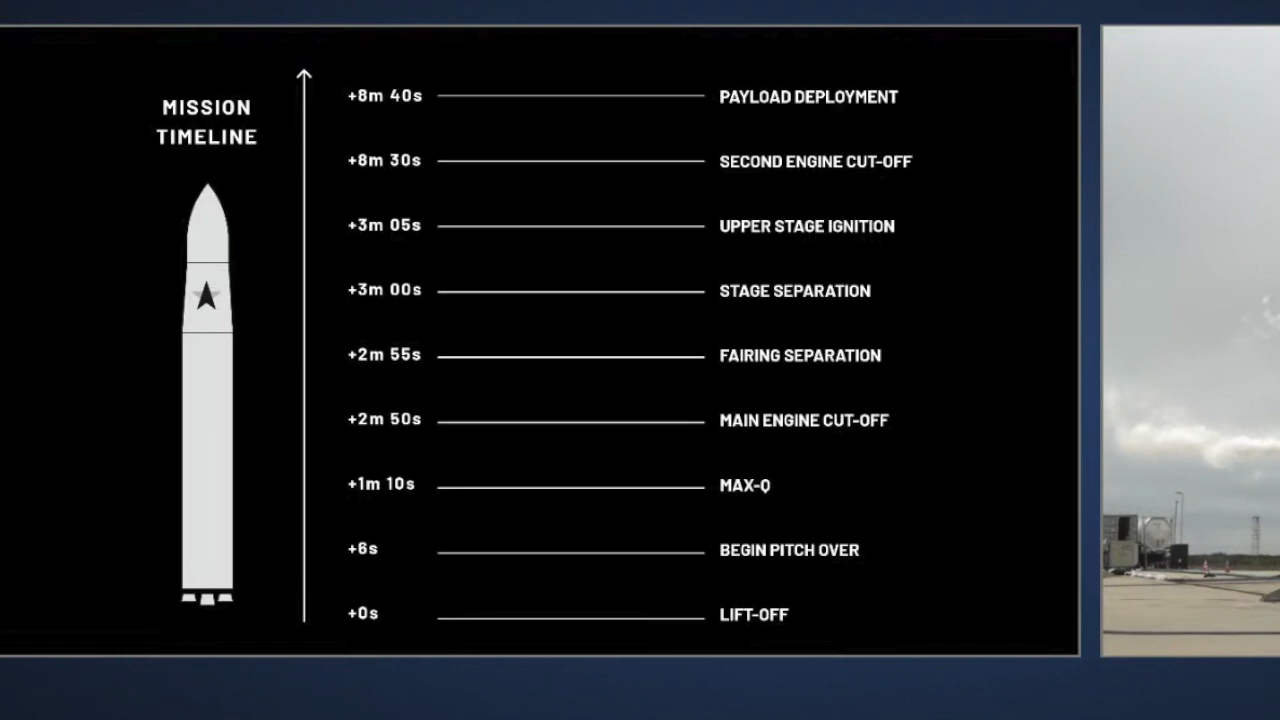 MISSION
TIMELINE
+8m 40s PAYLOAD DEPLOYMENT
+8m 30s SECOND ENGINE CUT-OFF
+3m 05s UPPER STAGE IGNITION
+3m 00s STAGE SEPARATION
+2m 55s FAIRING SEPARATION
+2m 50s MAIN ENGINE CUT-OFF
+1m 10s MAX-Q
+6s BEGIN PITCH OVER
+0s LIFT-OFF